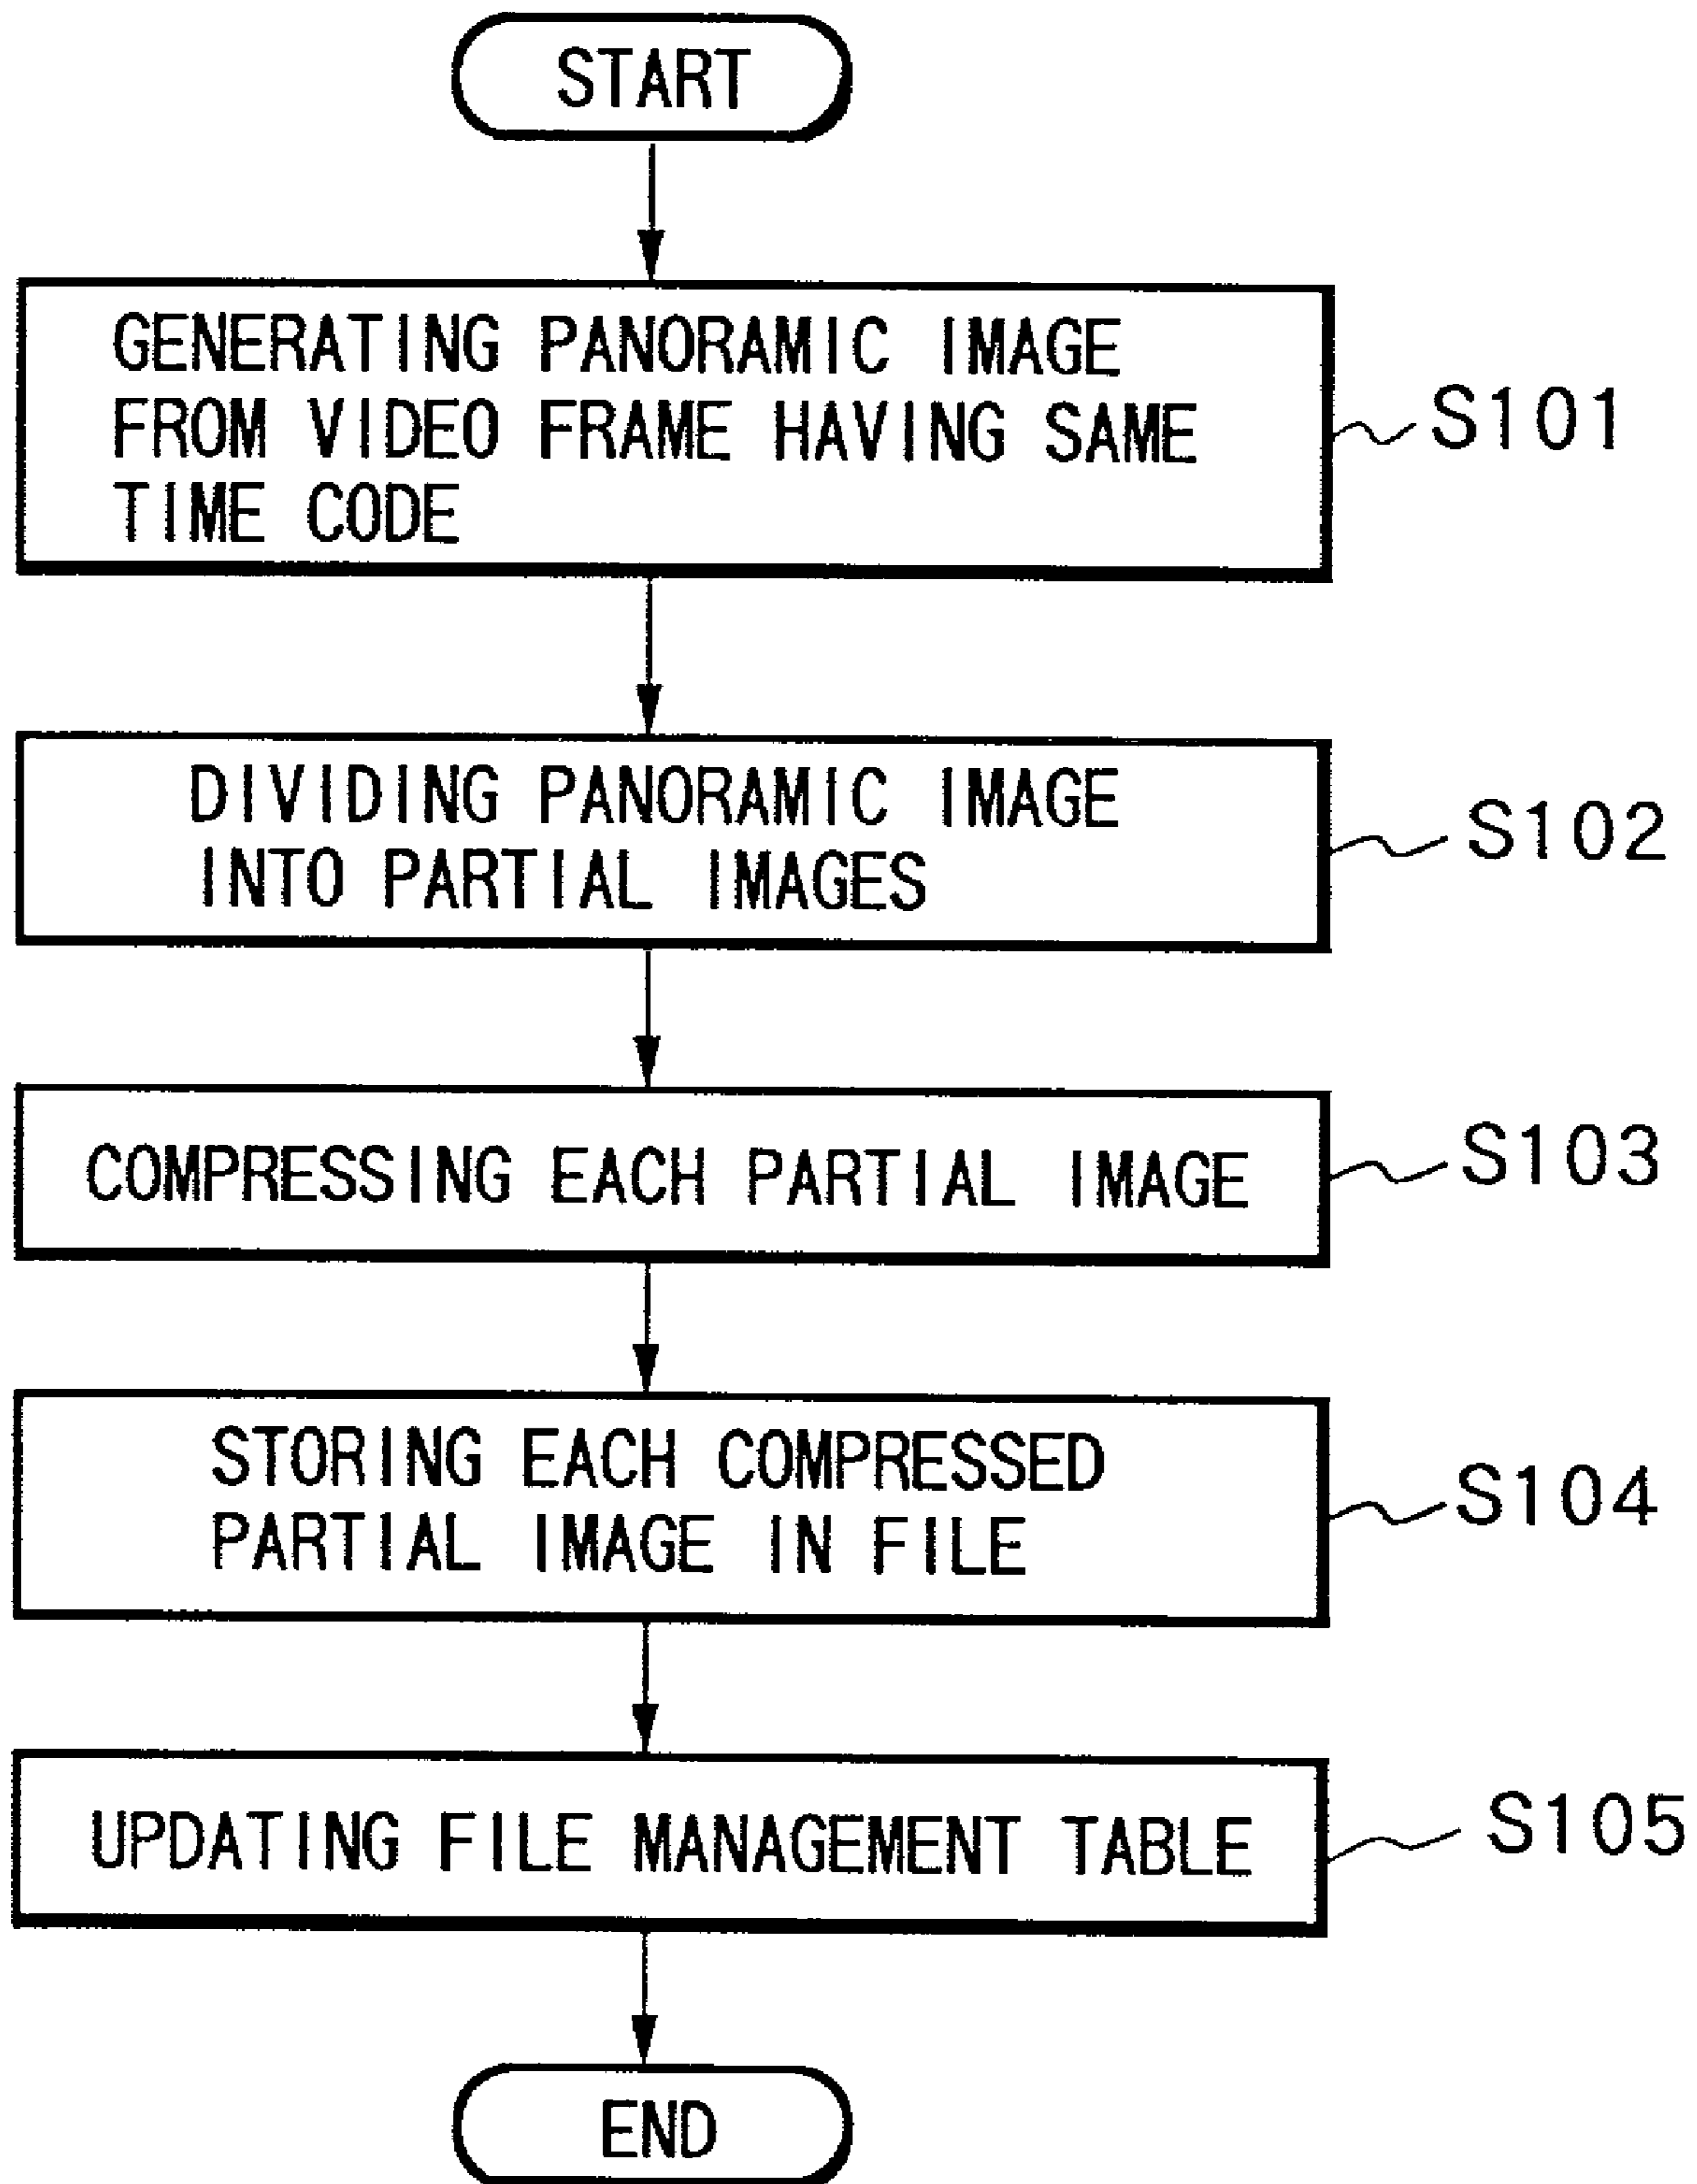 START
GENERATING PANORAMIC IMAGE
FROM VIDEO FRAME HAVING SAME
TIME CODE
S101
DIVIDING PANORAMIC IMAGE
INTO PARTIAL IMAGES
S102
COMPRESSING EACH PARTIAL IMAGE
S103
STORING EACH COMPRESSED
PARTIAL IMAGE IN FILE
S104
UPDATING FILE MANAGEMENT TABLE
S105
END